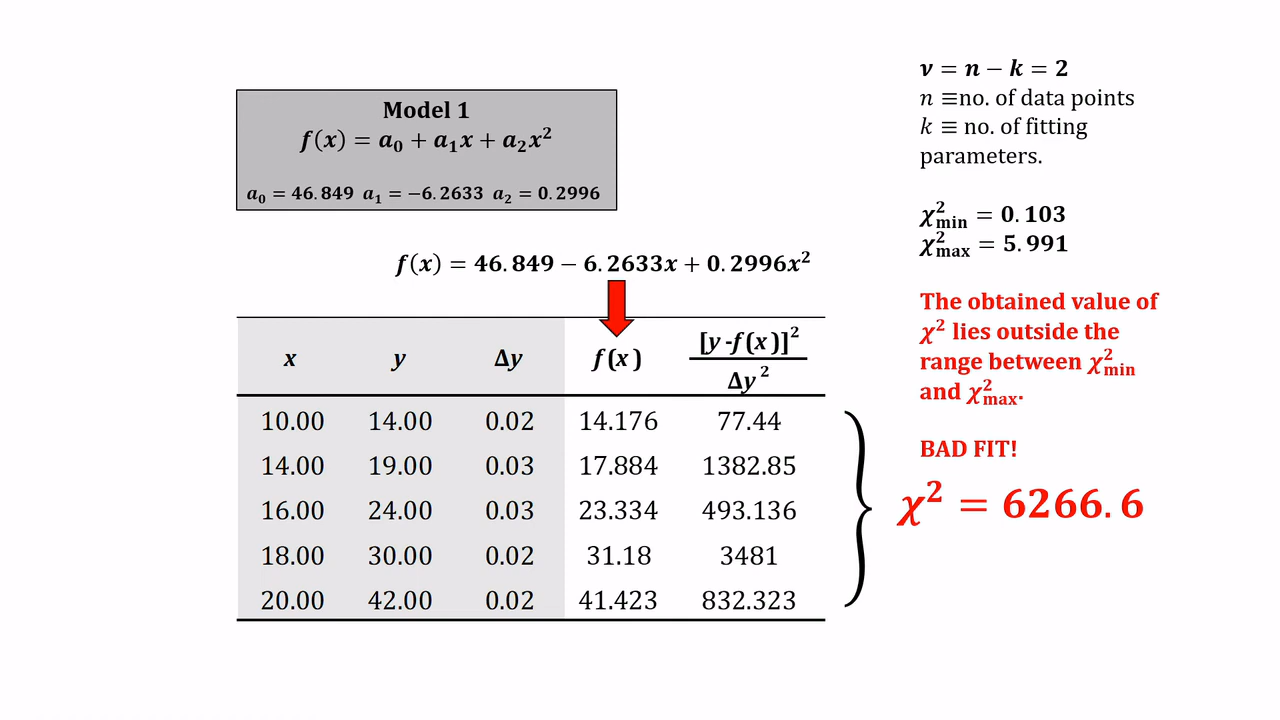 Model 1
f(x) = a₀ + a₁x + a₂x²
a₀ = 46.849 a₁ = −6.2633 a₂ = 0.2996
f(x) = 46.849 − 6.2633x + 0.2996x²
x y Δy f(x) [y-f(x)]² / Δy²
10.00 14.00 0.02 14.176 77.44
14.00 19.00 0.03 17.884 1382.85
16.00 24.00 0.03 23.334 493.136
18.00 30.00 0.02 31.18 3481
20.00 42.00 0.02 41.423 832.323
ν = n − k = 2
n ≡no. of data points
k ≡ no. of fitting
parameters.
χ²min = 0.103
χ²max = 5.991
The obtained value of
χ² lies outside the
range between χ²min
and χ²max.
BAD FIT!
χ² = 6266.6